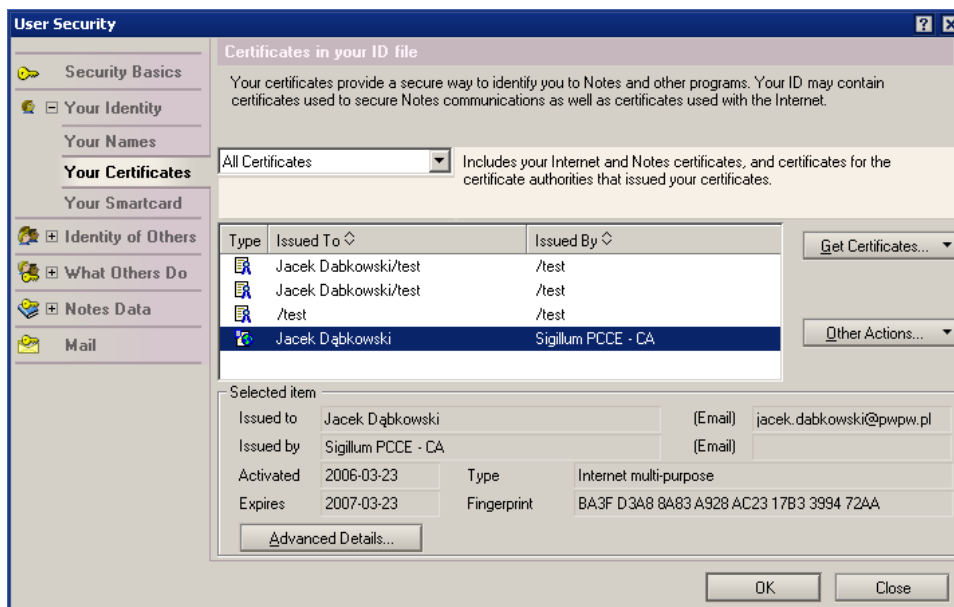 User Security
Certificates in your ID file
Security Basics
Your Identity
Your Names
Your Certificates
Your Smartcard
Identity of Others
What Others Do
Notes Data
Mail
Your certificates provide a secure way to identify you to Notes and other programs. Your ID may contain
certificates used to secure Notes communications as well as certificates used with the Internet.
All Certificates
Includes your Internet and Notes certificates, and certificates for the
certificate authorities that issued your certificates.
Type Issued To Issued By
Jacek Dabkowski/test /test
Jacek Dabkowski/test /test
/test /test
Jacek Dąbkowski Sigillum PCCE - CA
Get Certificates...
Other Actions...
Selected item
Issued to Jacek Dąbkowski (Email) jacek.dabkowski@pwpw.pl
Issued by Sigillum PCCE - CA (Email)
Activated 2006-03-23 Type Internet multi-purpose
Expires 2007-03-23 Fingerprint BA3F D3A8 8A83 A928 AC23 17B3 3994 72AA
Advanced Details...
OK Close